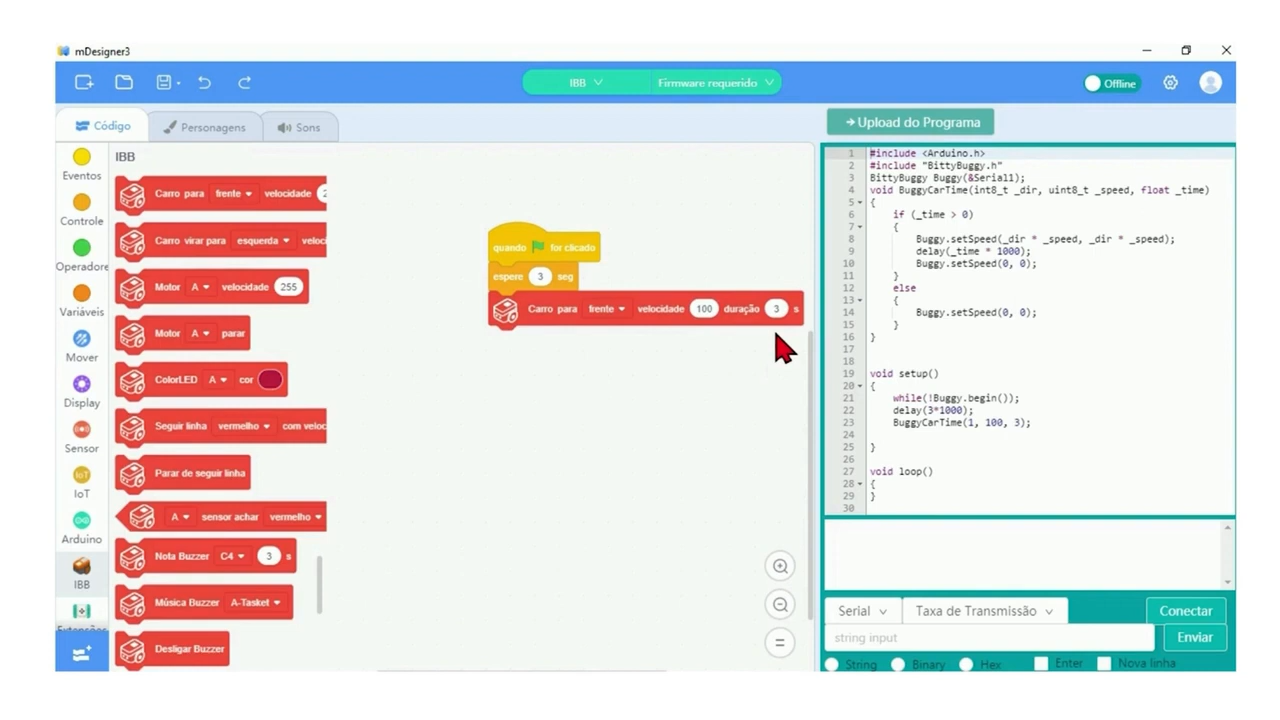 mDesigner3
IBB
Firmware requerido
Offline
Código
Personagens
Sons
Upload do Programa
Eventos
Controle
Operadore
Variáveis
Mover
Display
Sensor
IoT
IoT
Arduino
IBB
IBB
Carro para frente velocidade
Carro virar para esquerda veloci
Motor A velocidade 255
Motor A parar
ColorLED A cor
Seguir linha vermelho com veloc
Parar de seguir linha
A sensor achar vermelho
Nota Buzzer C4 3 s
Música Buzzer A-Tasket
Desligar Buzzer
quando for clicado
espere 3 seg
Carro para frente velocidade 100 duração 3 s
1 #include <Arduino.h>
2 #include "BittyBuggy.h"
3 BittyBuggy Buggy(&Serial1);
4 void BuggyCarTime(int8_t _dir, uint8_t _speed, float _time)
5 {
6 if (_time > 0)
7 {
8 Buggy.setSpeed(_dir * _speed, _dir * _speed);
9 delay(_time * 1000);
10 Buggy.setSpeed(0, 0);
11 }
12 else
13 {
14 Buggy.setSpeed(0, 0);
15 }
16 }
17
18
19 void setup()
20 {
21 while(!Buggy.begin());
22 delay(3*1000);
23 BuggyCarTime(1, 100, 3);
24
25 }
26
27 void loop()
28 {
29 }
30
Serial
Taxa de Transmissão
Conectar
string input
Enviar
String
Binary
Hex
Enter
Nova linha